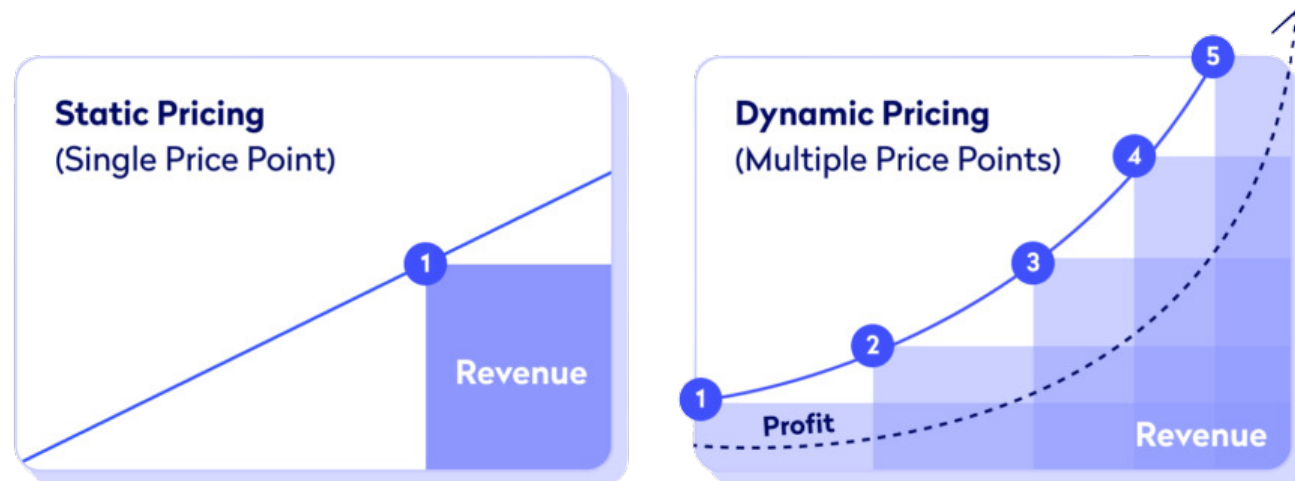 Static Pricing
(Single Price Point)
1
Revenue
Dynamic Pricing
(Multiple Price Points)
5
4
3
2
1
Profit
Revenue